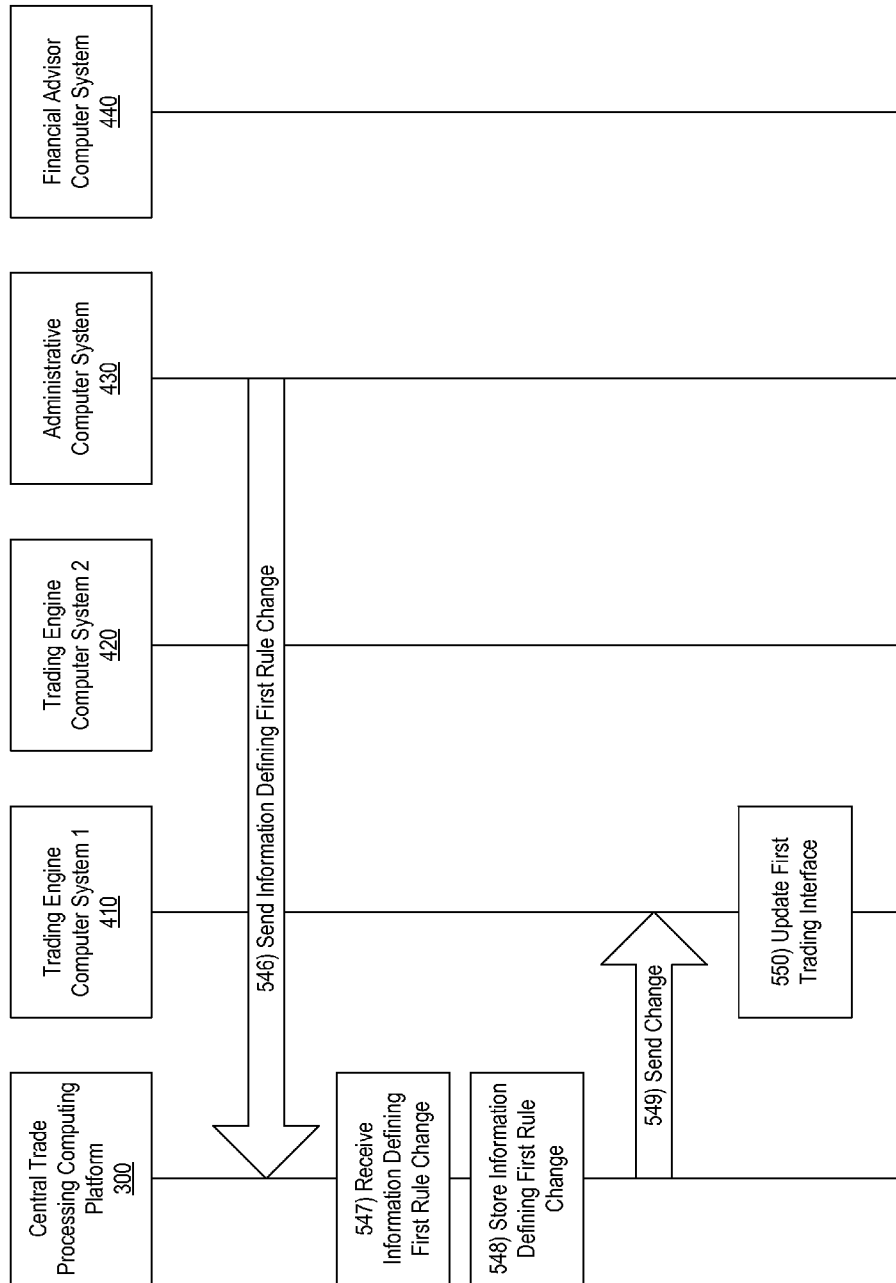 Central Trade
Processing Computing
Platform
300
Trading Engine
Computer System 1
410
Trading Engine
Computer System 2
420
Administrative
Computer System
430
Financial Advisor
Computer System
440
546) Send Information Defining First Rule Change
547) Receive
Information Defining
First Rule Change
548) Store Information
Defining First Rule
Change
549) Send Change
550) Update First
Trading Interface